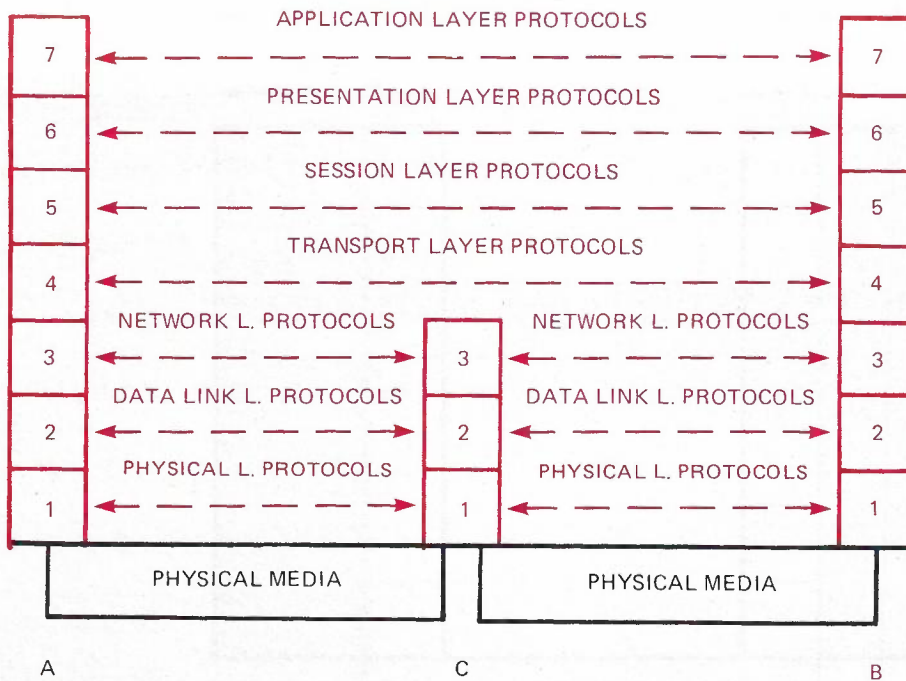 APPLICATION LAYER PROTOCOLS
7 7
PRESENTATION LAYER PROTOCOLS
6 6
SESSION LAYER PROTOCOLS
5 5
TRANSPORT LAYER PROTOCOLS
4 4
NETWORK L. PROTOCOLS NETWORK L. PROTOCOLS
3 3 3
DATA LINK L. PROTOCOLS DATA LINK L. PROTOCOLS
2 2 2
PHYSICAL L. PROTOCOLS PHYSICAL L. PROTOCOLS
1 1 1
PHYSICAL MEDIA PHYSICAL MEDIA
A C B